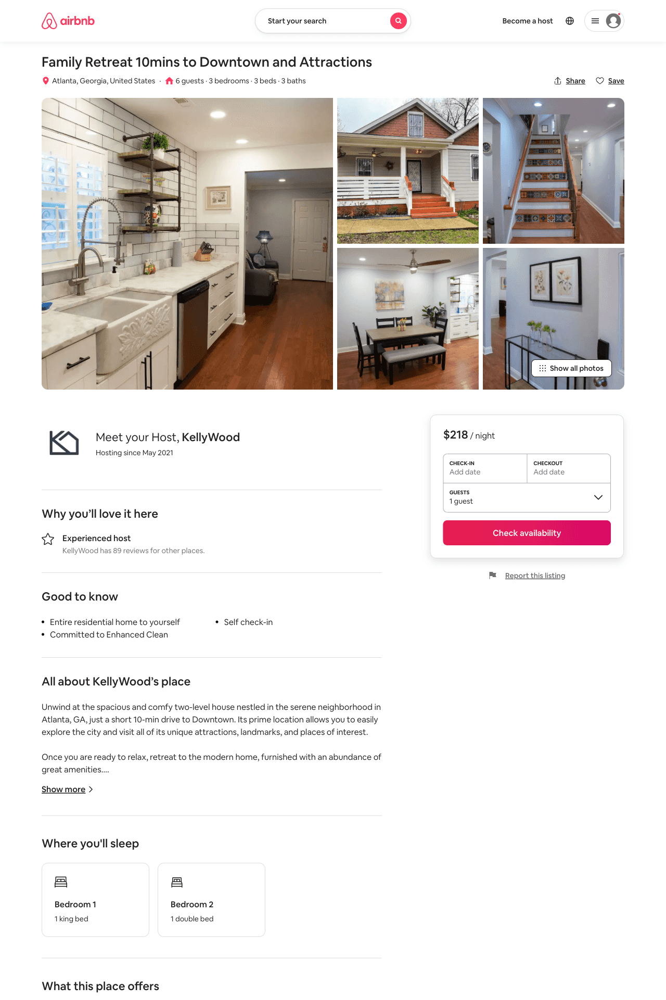 airbnb
Start your search
Become a host
Family Retreat 10mins to Downtown and Attractions
Atlanta, Georgia, United States · 6 guests · 3 bedrooms · 3 beds · 3 baths
Share
Save
Show all photos
Meet your Host, KellyWood
Hosting since May 2021
$218 / night
CHECK-IN
Add date
CHECKOUT
Add date
GUESTS
1 guest
Check availability
Report this listing
Why you’ll love it here
Experienced host
KellyWood has 89 reviews for other places.
Good to know
• Entire residential home to yourself
• Self check-in
• Committed to Enhanced Clean
All about KellyWood’s place
Unwind at the spacious and comfy two-level house nestled in the serene neighborhood in
Atlanta, GA, just a short 10-min drive to Downtown. Its prime location allows you to easily
explore the city and visit all of its unique attractions, landmarks, and places of interest.
Once you are ready to relax, retreat to the modern home, furnished with an abundance of
great amenities....
Show more
Where you'll sleep
Bedroom 1
1 king bed
Bedroom 2
1 double bed
What this place offers